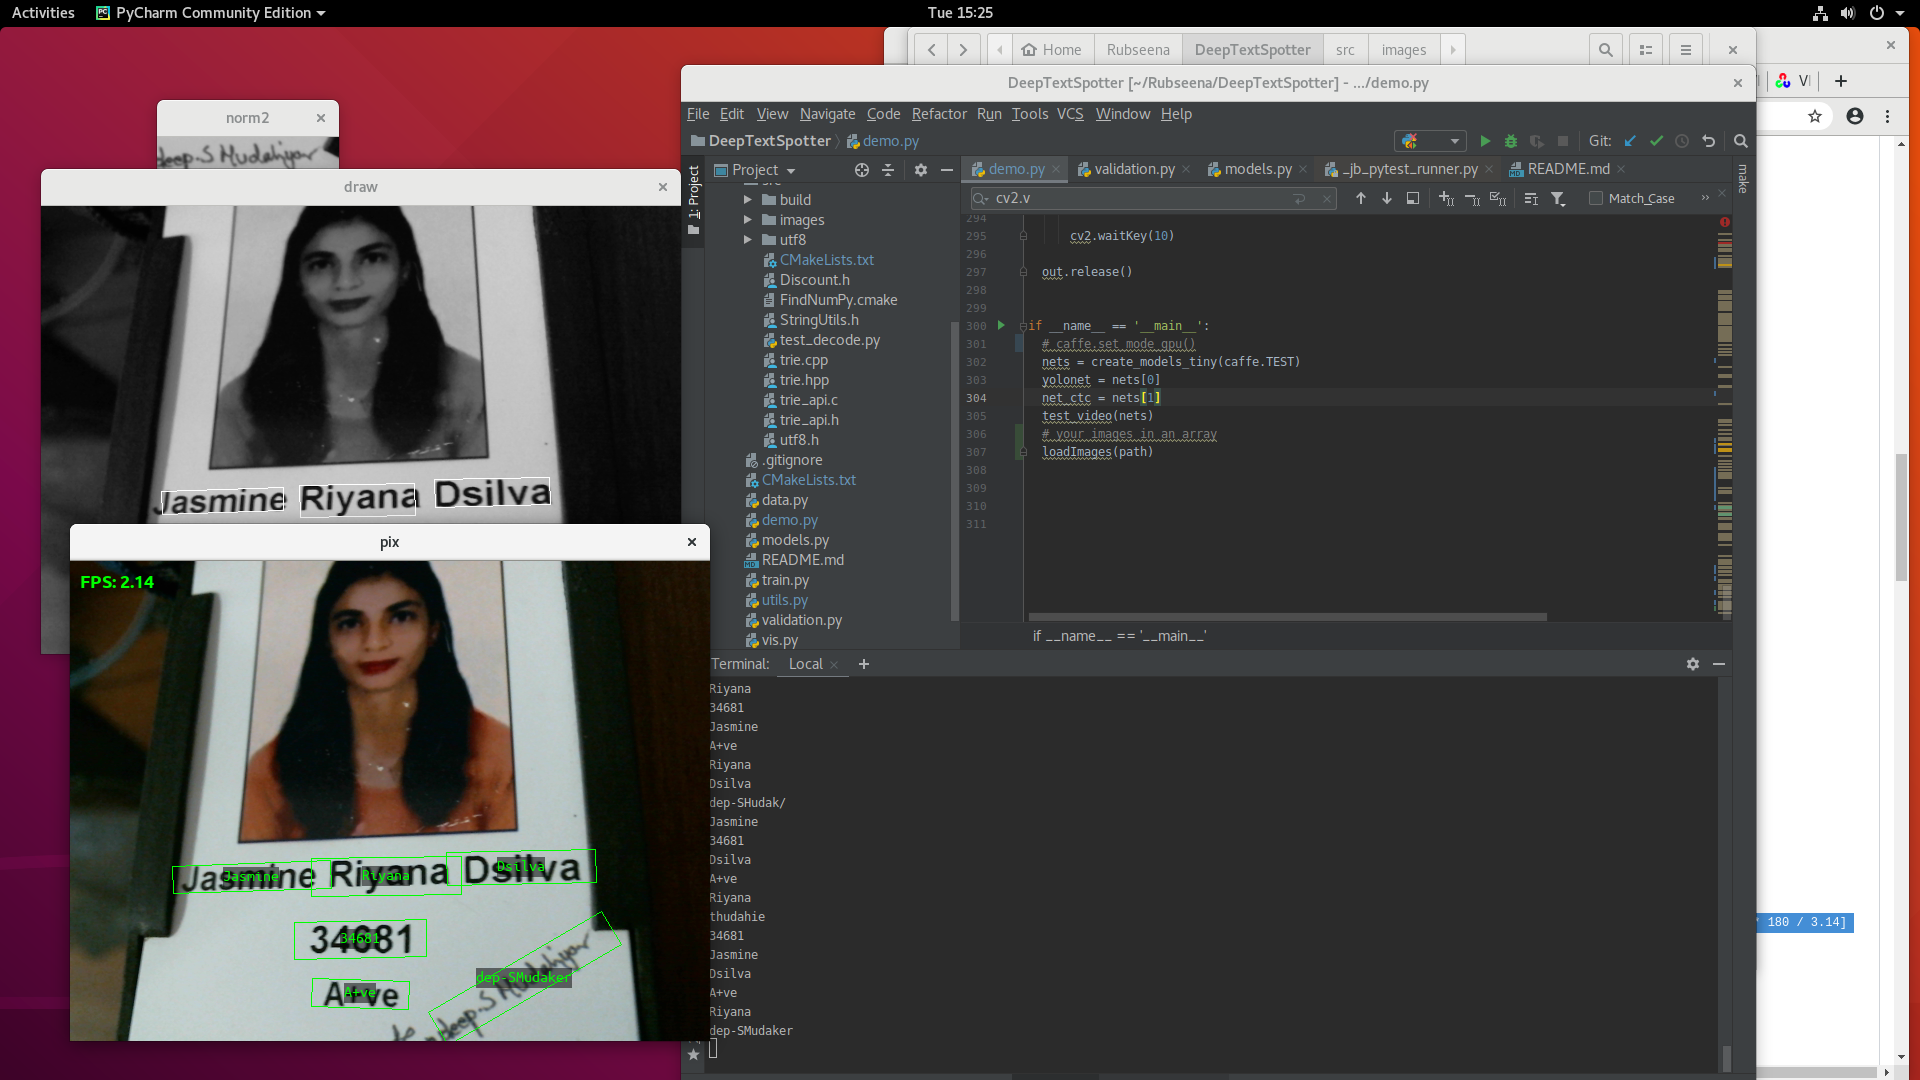 Activities PyCharm Community Edition Tue 15:25
Home Rubseena DeepTextSpotter src images
norm2
deep-S Mudaliyar
draw
Jasmine Riyana Dsilva
pix
FPS: 2.14
Jasmine Riyana Dsilva
Jasmine Riyana Dsilva
34681
34681
A+ve
A+ve
dep-SMudaker
deep.S Mudaliyar
DeepTextSpotter [~/Rubseena/DeepTextSpotter] - .../demo.py
File Edit View Navigate Code Refactor Run Tools VCS Window Help
DeepTextSpotter demo.py Git:
1: Project
Project
build
images
utf8
CMakeLists.txt
Discount.h
FindNumPy.cmake
StringUtils.h
test_decode.py
trie.cpp
trie.hpp
trie_api.c
trie_api.h
utf8.h
.gitignore
CMakeLists.txt
data.py
demo.py
models.py
README.md
train.py
utils.py
validation.py
vis.py
demo.py validation.py models.py _jb_pytest_runner.py README.md
make
cv2.v Match Case
294
295 cv2.waitKey(10)
296
297 out.release()
298
299
300 if __name__ == '__main__':
301 # caffe.set_mode_gpu()
302 nets = create_models_tiny(caffe.TEST)
303 yolonet = nets[0]
304 net_ctc = nets[1]
305 test_video(nets)
306 # your images in an array
307 loadImages(path)
308
309
310
311
if __name__ == '__main__'
Terminal: Local +
Riyana
34681
Jasmine
A+ve
Riyana
Dsilva
dep-SHudak/
Jasmine
34681
Dsilva
A+ve
Riyana
thudahie
34681
Jasmine
Dsilva
A+ve
Riyana
dep-SMudaker
180 / 3.14]